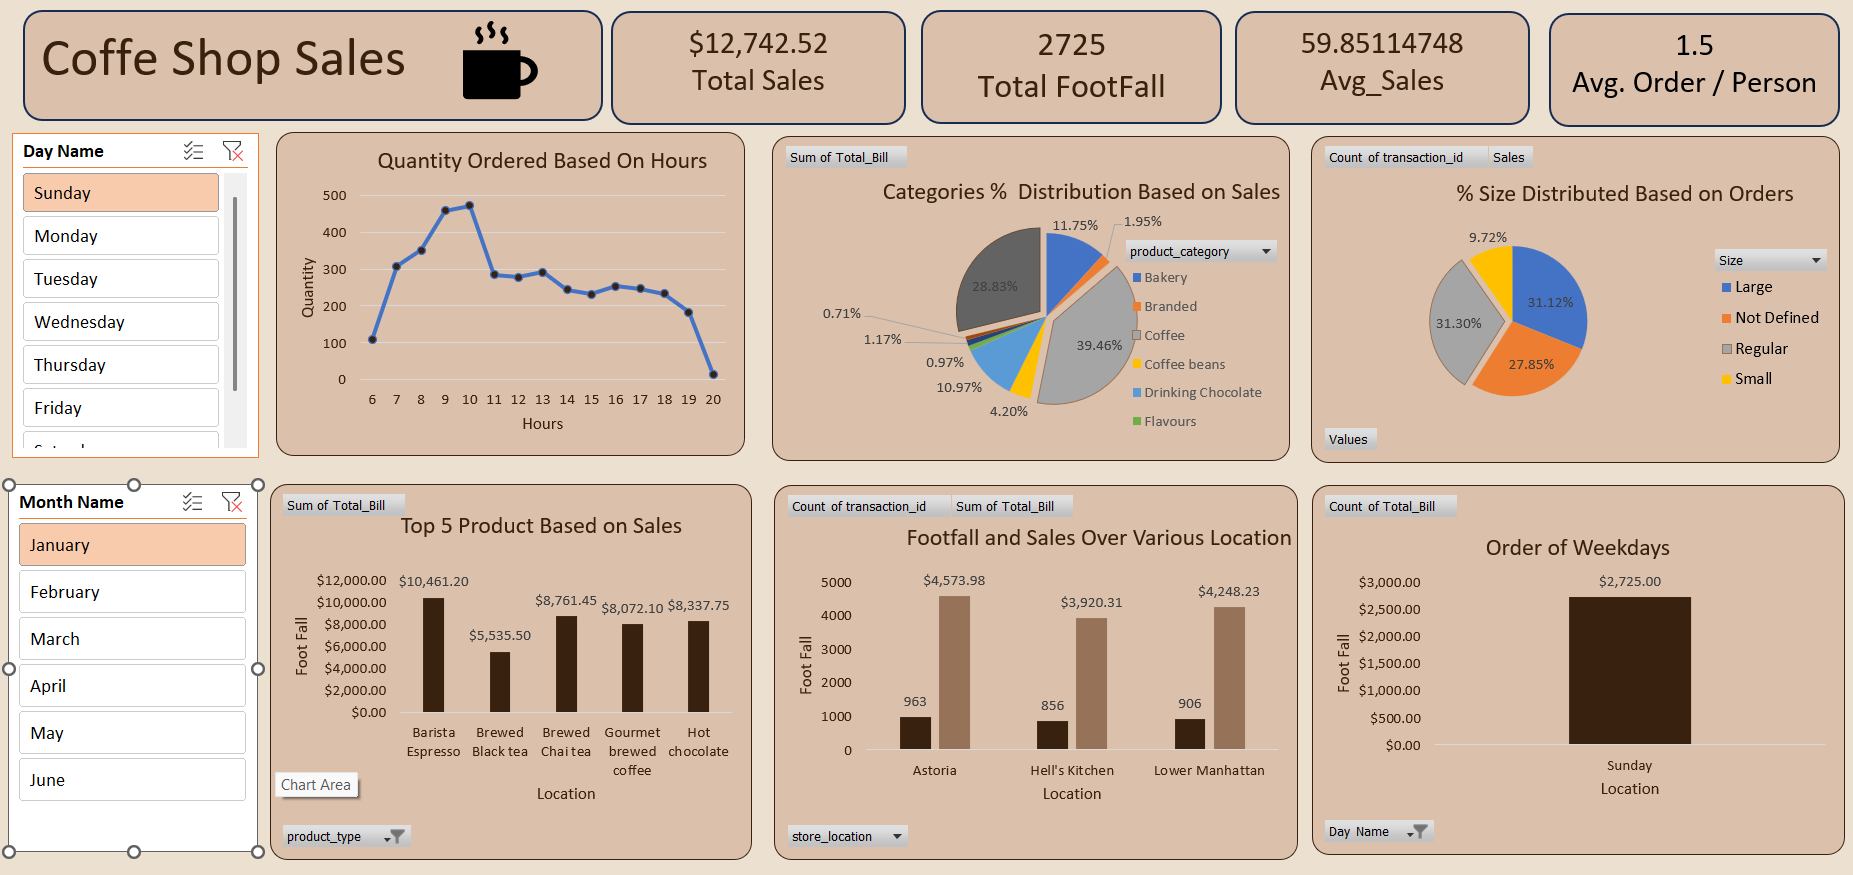 Coffe Shop Sales
$12,742.52
Total Sales
2725
Total FootFall
59.85114748
Avg_Sales
1.5
Avg. Order / Person
Day Name
Sunday
Monday
Tuesday
Wednesday
Thursday
Friday
Quantity Ordered Based On Hours
500
400
300
200
100
0
Quantity
6 7 8 9 10 11 12 13 14 15 16 17 18 19 20
Hours
Sum of Total_Bill
Categories % Distribution Based on Sales
11.75%
1.95%
28.83%
0.71%
1.17%
0.97%
10.97%
4.20%
39.46%
product_category
Bakery
Branded
Coffee
Coffee beans
Drinking Chocolate
Flavours
Count of transaction_id Sales
% Size Distributed Based on Orders
9.72%
31.12%
31.30%
27.85%
Size
Large
Not Defined
Regular
Small
Values
Month Name
January
February
March
April
May
June
Sum of Total_Bill
Top 5 Product Based on Sales
$12,000.00
$10,000.00
$8,000.00
$6,000.00
$4,000.00
$2,000.00
$0.00
Foot Fall
$10,461.20
$5,535.50
$8,761.45
$8,072.10
$8,337.75
Barista
Espresso
Brewed
Black tea
Brewed
Chai tea
Gourmet
brewed
coffee
Hot
chocolate
Chart Area
Location
product_type
Count of transaction_id Sum of Total_Bill
Footfall and Sales Over Various Location
5000
4000
3000
2000
1000
0
Foot Fall
$4,573.98
$3,920.31
$4,248.23
963
856
906
Astoria
Hell's Kitchen
Lower Manhattan
Location
store_location
Count of Total_Bill
Order of Weekdays
$3,000.00
$2,500.00
$2,000.00
$1,500.00
$1,000.00
$500.00
$0.00
Foot Fall
$2,725.00
Sunday
Location
Day Name